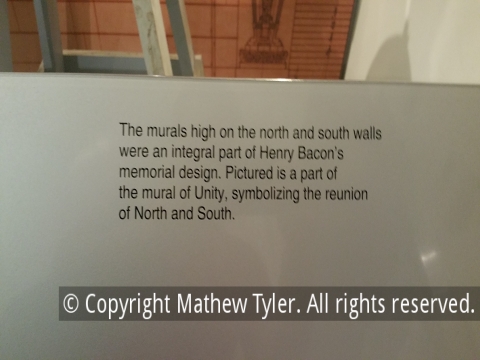 The murals high on the north and south walls
were an integral part of Henry Bacon's
memorial design. Pictured is a part of
the mural of Unity, symbolizing the reunion
of North and South.
© Copyright Mathew Tyler. All rights reserved.